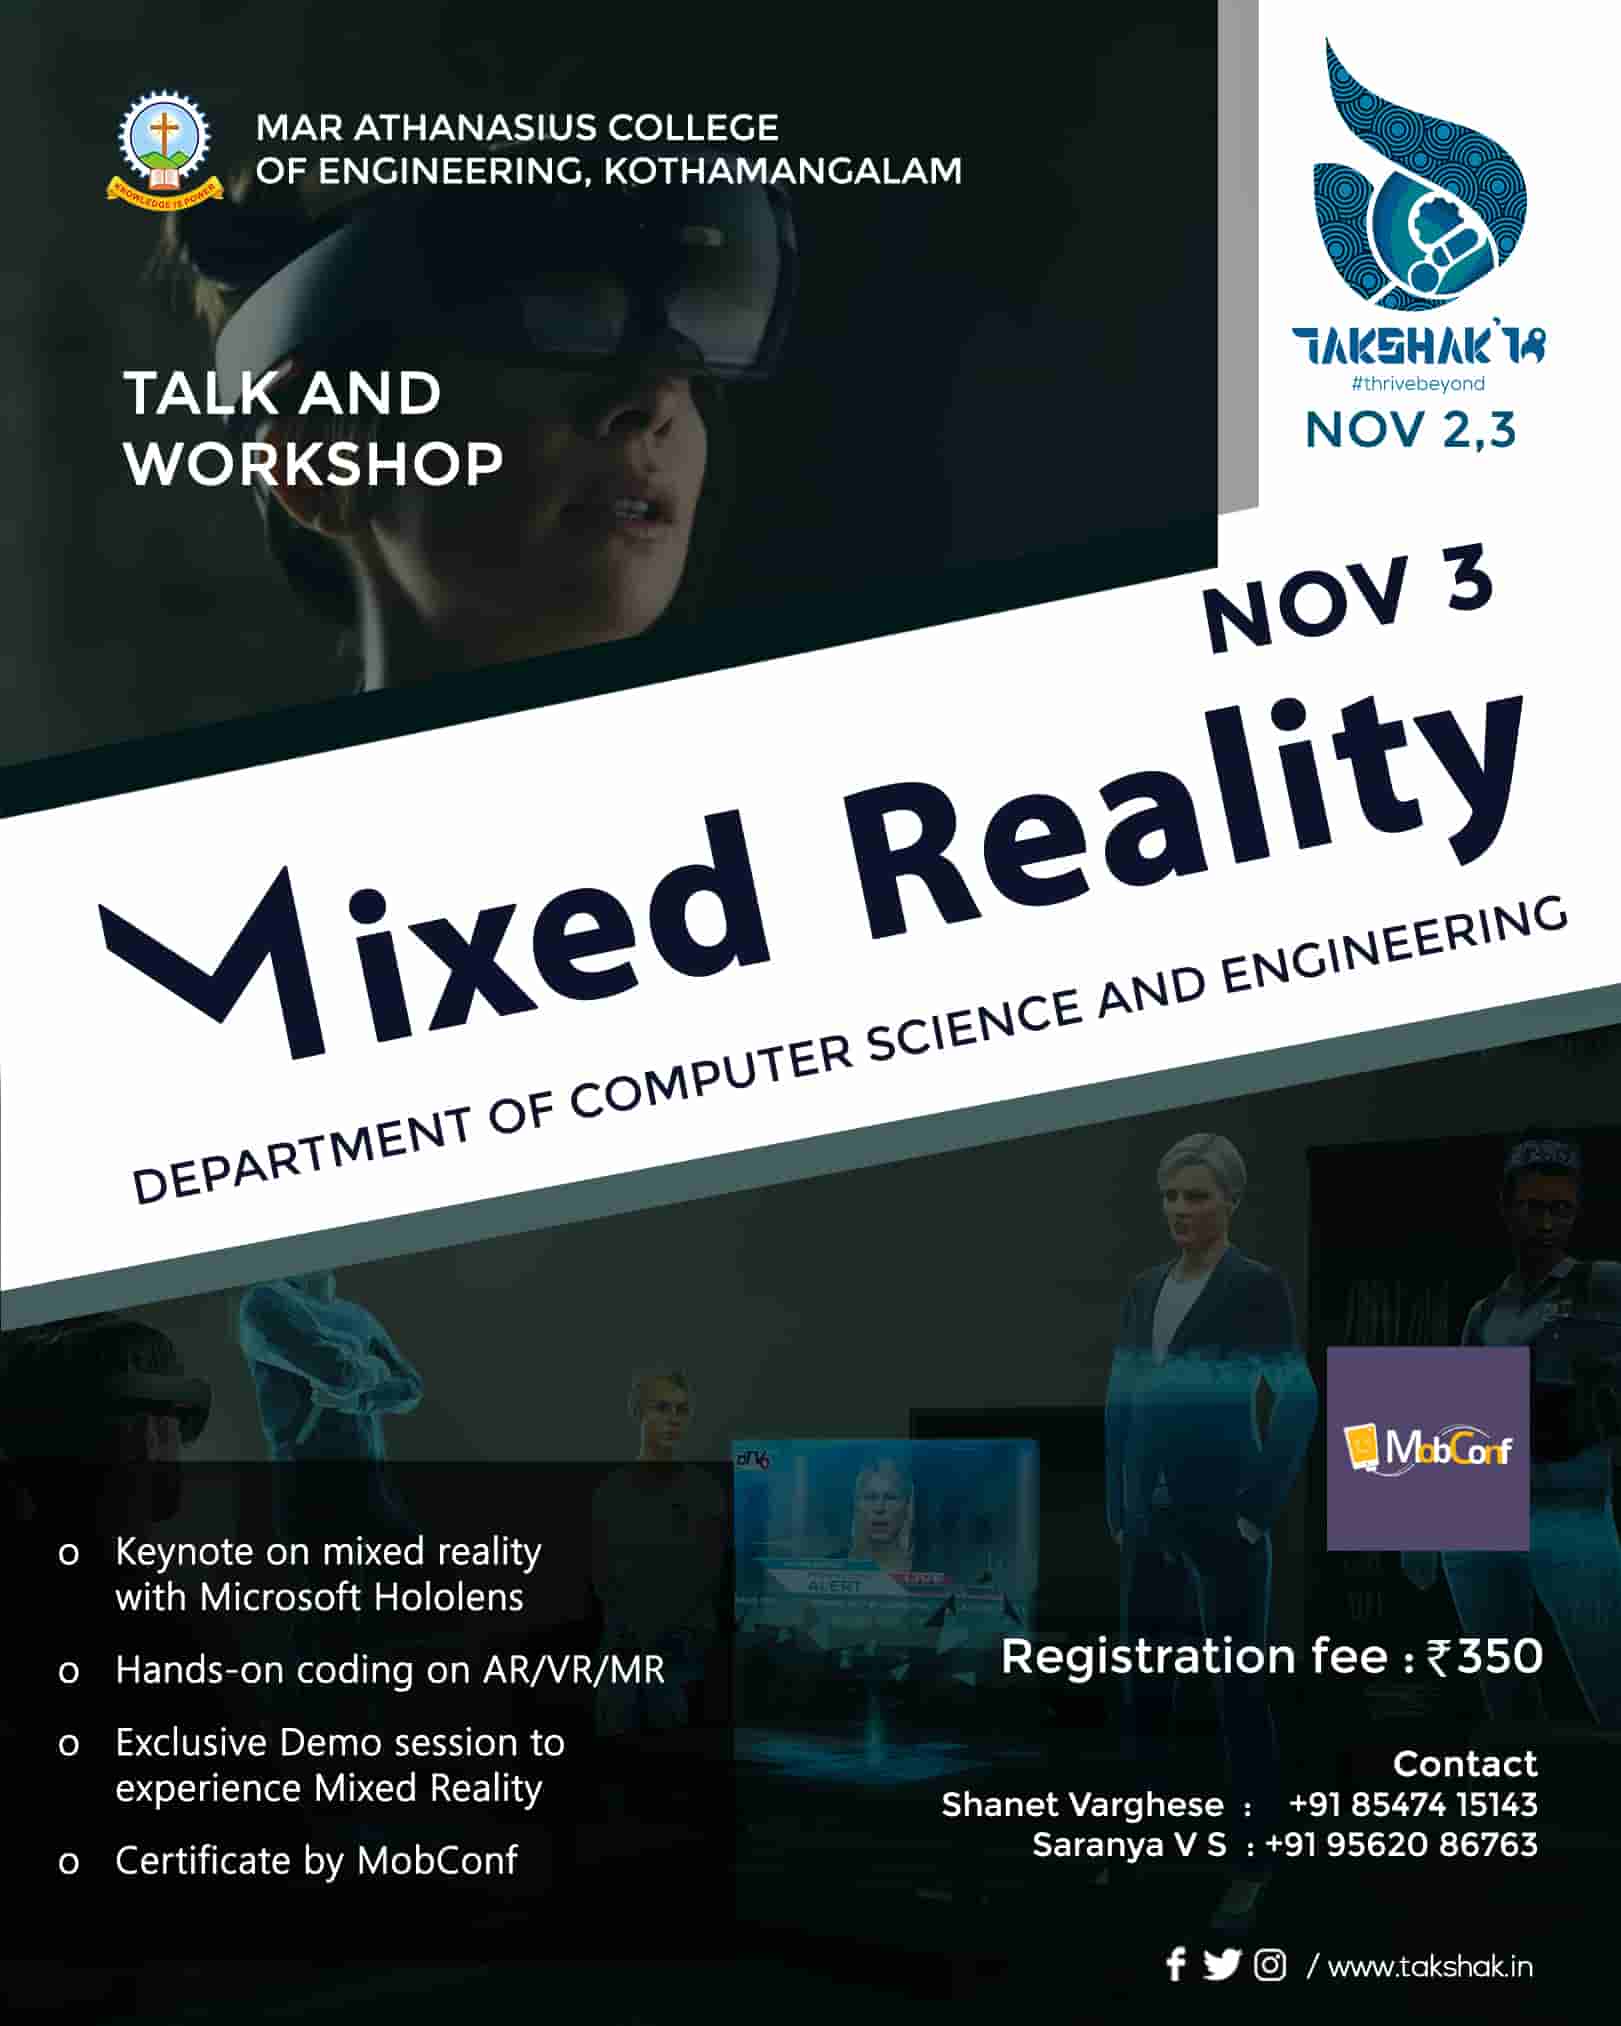 MAR ATHANASIUS COLLEGE
OF ENGINEERING, KOTHAMANGALAM
KNOWLEDGE IS POWER
TAKSHAK'18
#thrivebeyond
NOV 2,3
TALK AND
WORKSHOP
NOV 3
Mixed Reality
DEPARTMENT OF COMPUTER SCIENCE AND ENGINEERING
MobConf
ALERT
o Keynote on mixed reality
with Microsoft Hololens
o Hands-on coding on AR/VR/MR
o Exclusive Demo session to
experience Mixed Reality
o Certificate by MobConf
Registration fee : ₹350
Contact
Shanet Varghese : +91 85474 15143
Saranya V S : +91 95620 86763
/ www.takshak.in